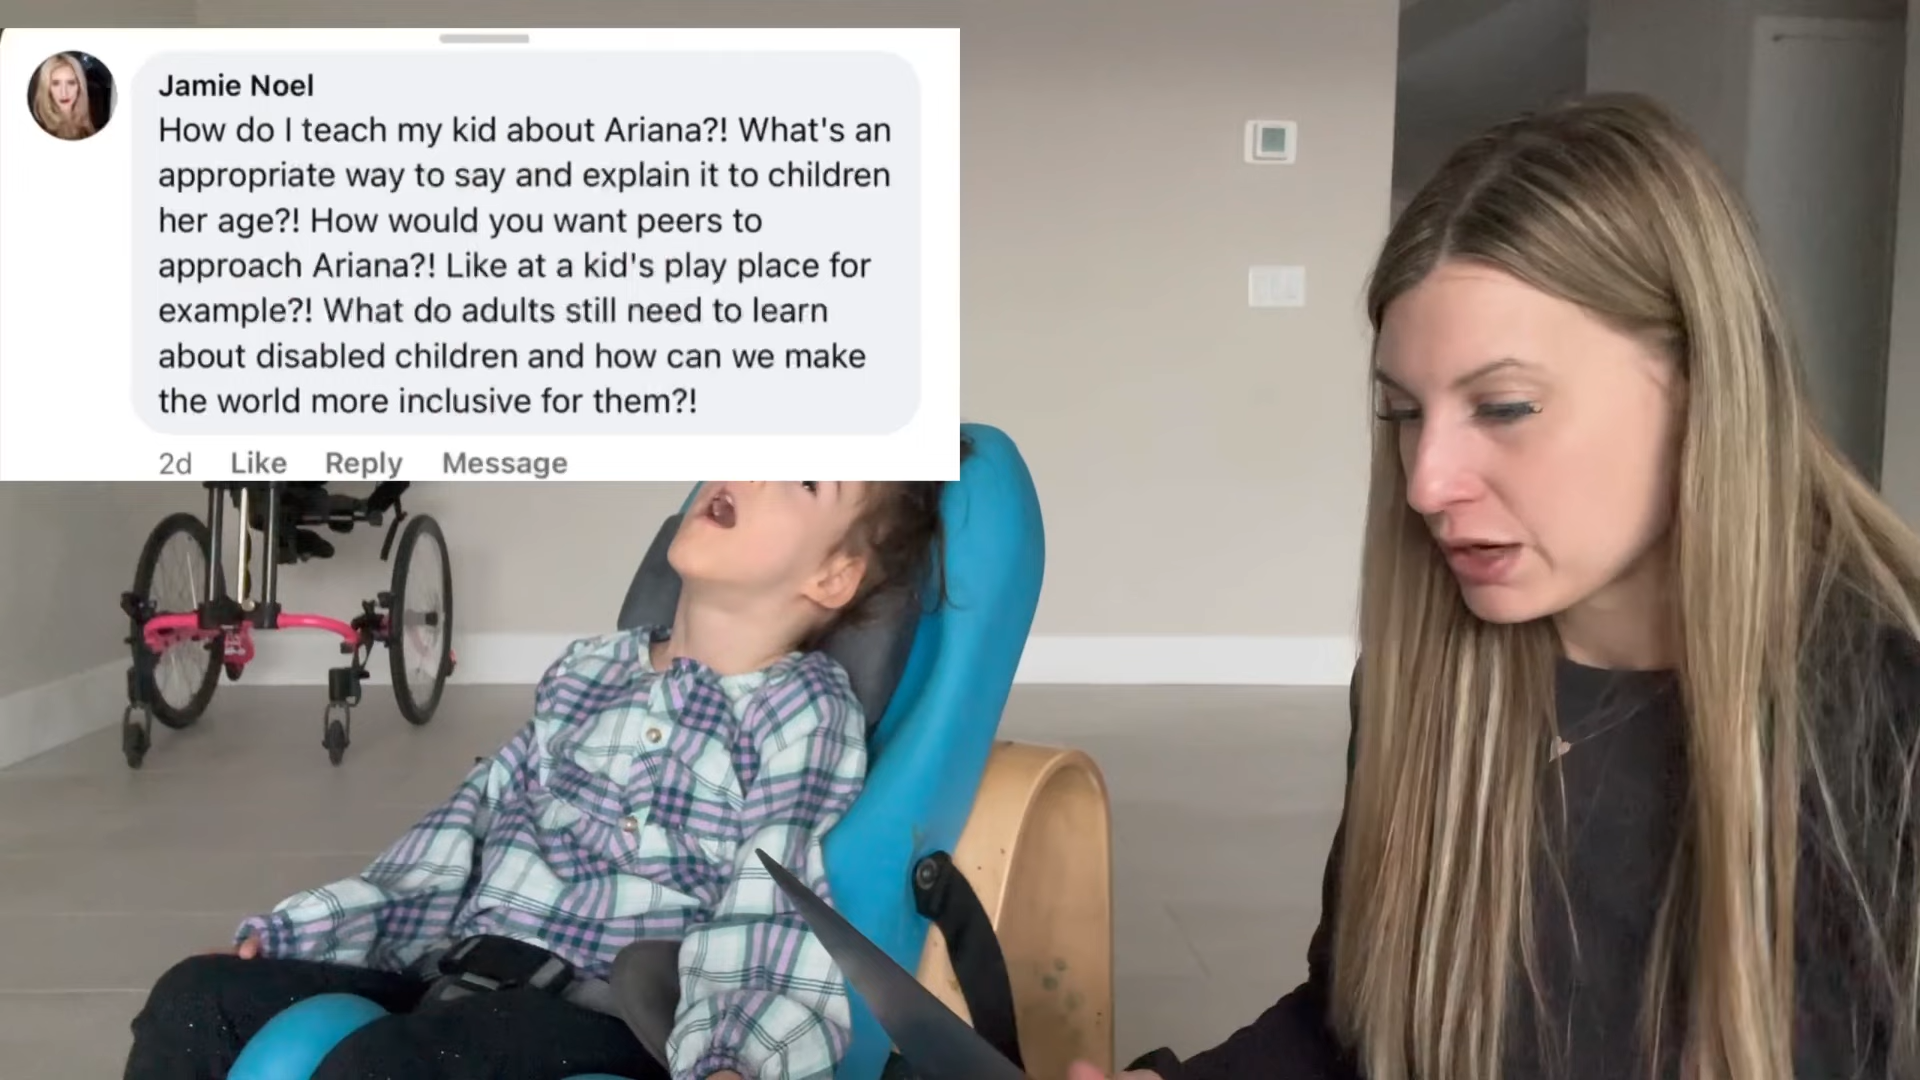 Jamie Noel
How do I teach my kid about Ariana?! What's an
appropriate way to say and explain it to children
her age?! How would you want peers to
approach Ariana?! Like at a kid's play place for
example?! What do adults still need to learn
about disabled children and how can we make
the world more inclusive for them?!
2d Like Reply Message